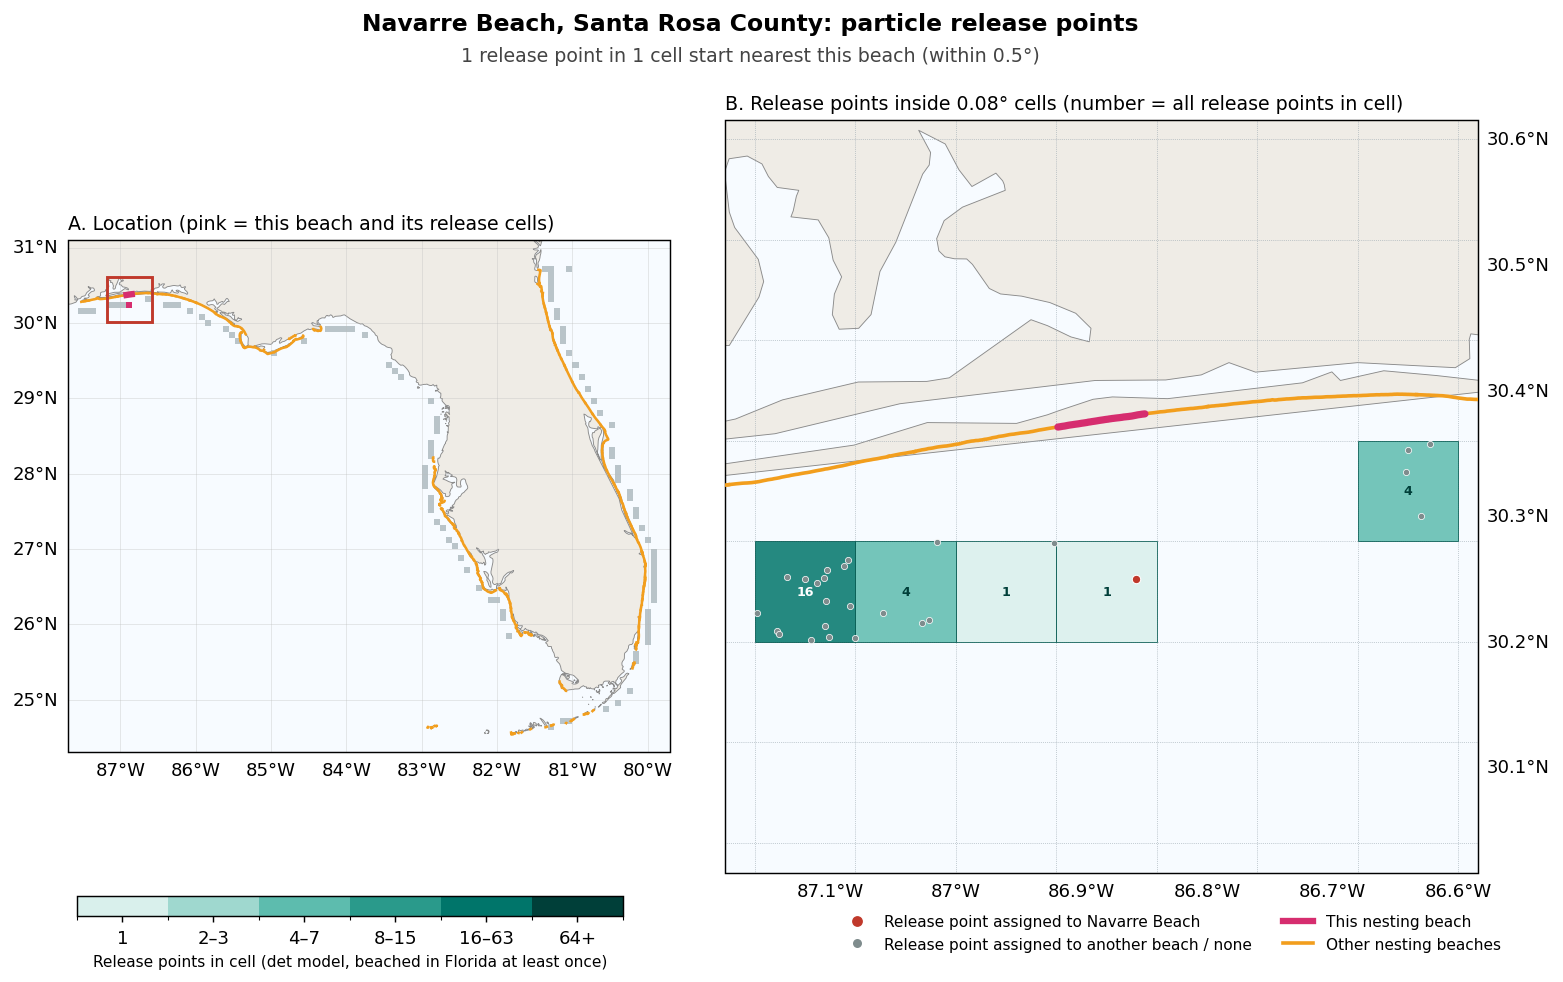 Navarre Beach, Santa Rosa County: particle release points
1 release point in 1 cell start nearest this beach (within 0.5°)
A. Location (pink = this beach and its release cells)
31°N
30°N
29°N
28°N
27°N
26°N
25°N
87°W 86°W 85°W 84°W 83°W 82°W 81°W 80°W
1 2–3 4–7 8–15 16–63 64+
Release points in cell (det model, beached in Florida at least once)
B. Release points inside 0.08° cells (number = all release points in cell)
30.6°N
30.5°N
30.4°N
30.3°N
30.2°N
30.1°N
4
16 4 1 1
87.1°W 87°W 86.9°W 86.8°W 86.7°W 86.6°W
Release point assigned to Navarre Beach
Release point assigned to another beach / none
This nesting beach
Other nesting beaches